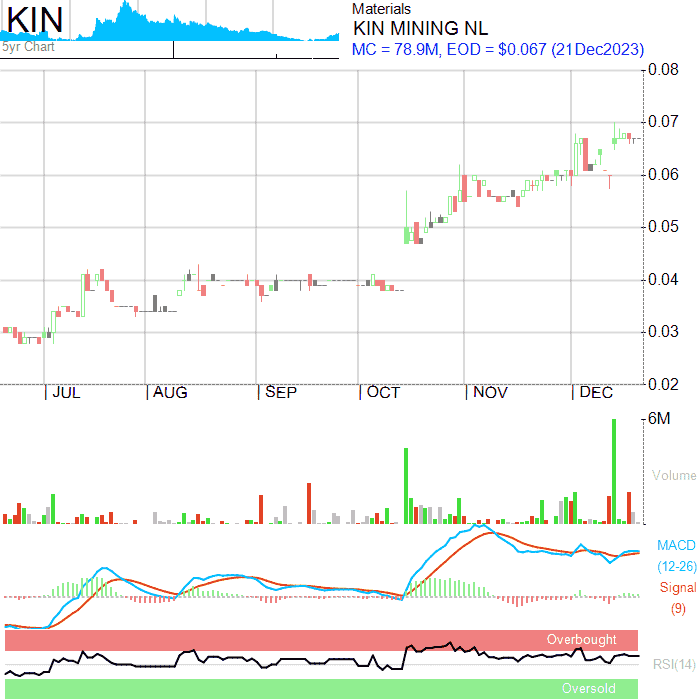 KIN
5yr Chart
Materials
KIN MINING NL
MC = 78.9M, EOD = $0.067 (21Dec2023)
0.08
0.07
0.06
0.05
0.04
0.03
0.02
JUL AUG SEP OCT NOV DEC
6M
Volume
MACD
(12-26)
Signal
(9)
Overbought
RSI(14)
Oversold